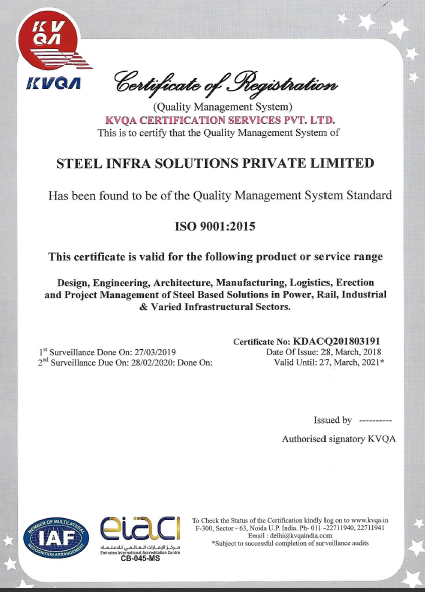 KV
QA
KVQA
Certificate of Registration
(Quality Management System)
KVQA CERTIFICATION SERVICES PVT. LTD.
This is to certify that the Quality Management System of
STEEL INFRA SOLUTIONS PRIVATE LIMITED
Has been found to be of the Quality Management System Standard
ISO 9001:2015
This certificate is valid for the following product or service range
Design, Engineering, Architecture, Manufacturing, Logistics, Erection
and Project Management of Steel Based Solutions in Power, Rail, Industrial
& Varied Infrastructural Sectors.
Certificate No: KDACQ201803191
1st Surveillance Done On: 27/03/2019
Date Of Issue: 28, March, 2018
2nd Surveillance Due On: 28/02/2020: Done On:
Valid Until: 27, March, 2021*
Issued by ----------
Authorised signatory KVQA
MEMBER OF MULTILATERAL
IAF
RECOGNITION ARRANGEMENT
eiaci
مركز الإمارات العالمي للاعتماد
Emirates International Accreditation Centre
CB-045-MS
To Check the Status of the Certification kindly log on to www.kvqa.in
F-300, Sector - 63, Noida U.P. India. Ph- 011 -22711940, 22711941
Email : delhi@kvqaindia.com
*Subject to successful completion of surveillance audits